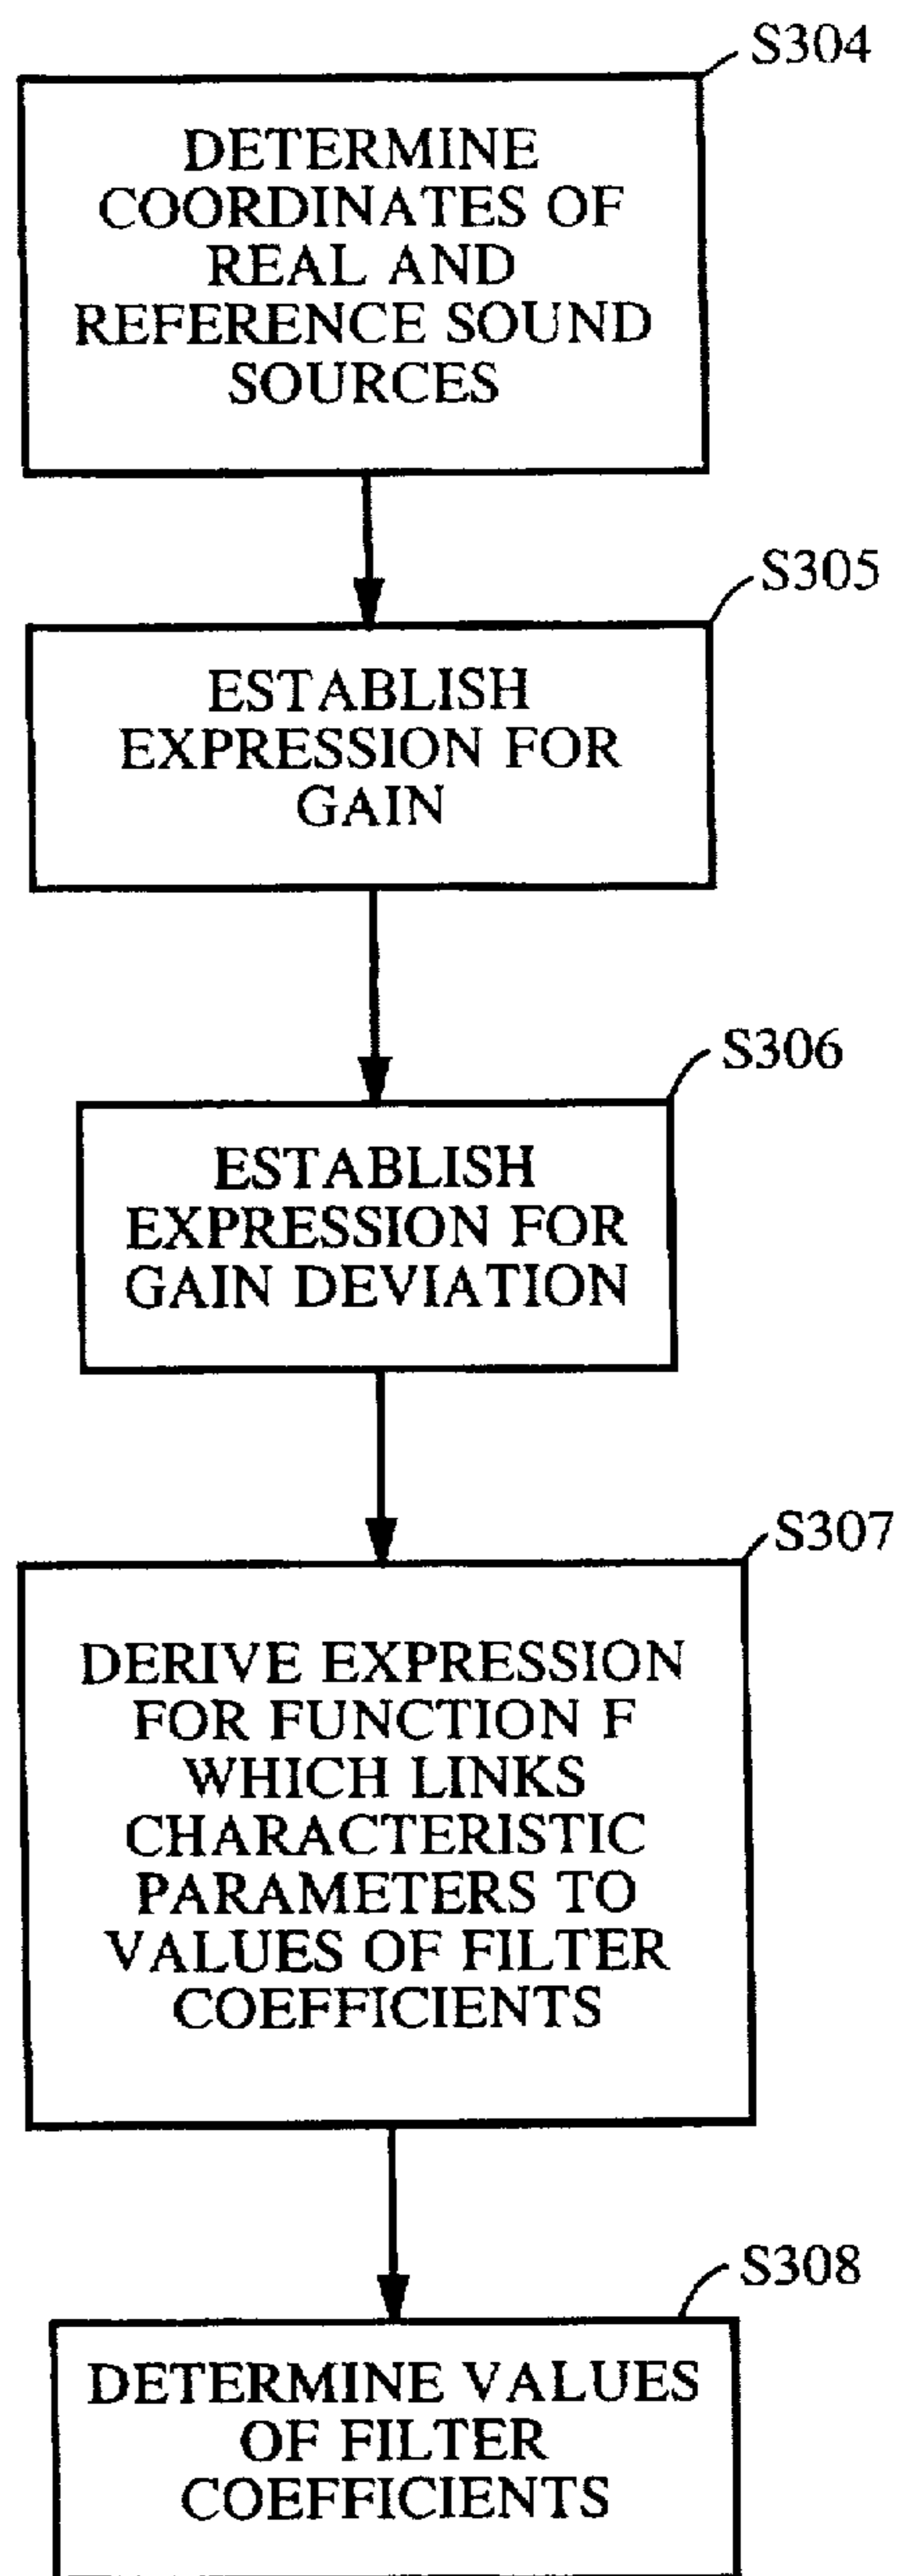 S304
DETERMINE
COORDINATES OF
REAL AND
REFERENCE SOUND
SOURCES
S305
ESTABLISH
EXPRESSION FOR
GAIN
S306
ESTABLISH
EXPRESSION FOR
GAIN DEVIATION
S307
DERIVE EXPRESSION
FOR FUNCTION F
WHICH LINKS
CHARACTERISTIC
PARAMETERS TO
VALUES OF FILTER
COEFFICIENTS
S308
DETERMINE VALUES
OF FILTER
COEFFICIENTS